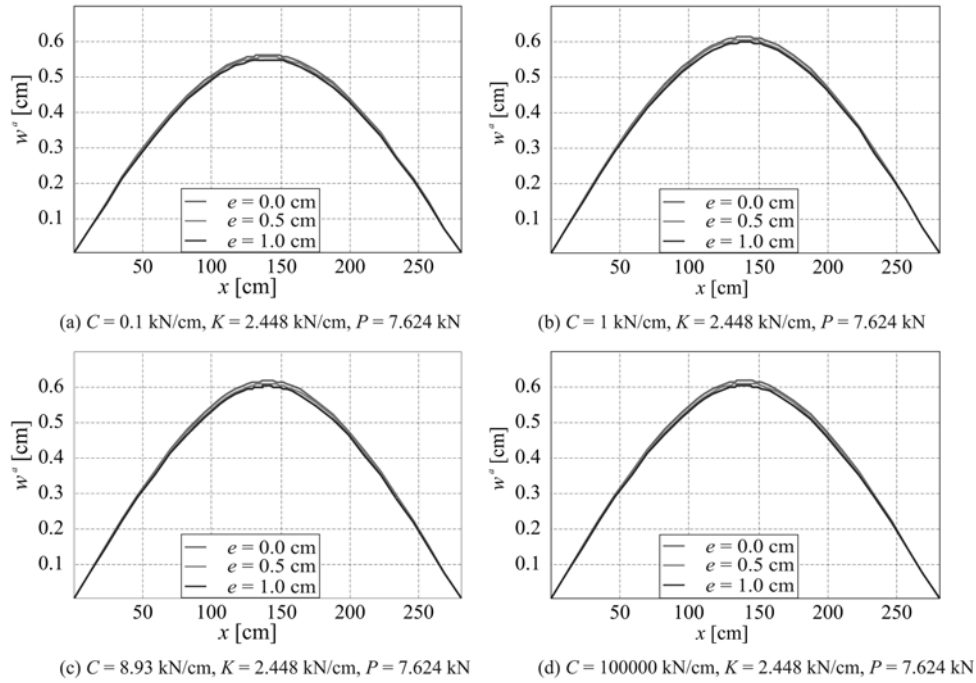 0.6
0.5
0.4
0.3
0.2
0.1
w^a [cm]
e = 0.0 cm
e = 0.5 cm
e = 1.0 cm
50 100 150 200 250
x [cm]
(a) C = 0.1 kN/cm, K = 2.448 kN/cm, P = 7.624 kN
0.6
0.5
0.4
0.3
0.2
0.1
w^a [cm]
e = 0.0 cm
e = 0.5 cm
e = 1.0 cm
50 100 150 200 250
x [cm]
(b) C = 1 kN/cm, K = 2.448 kN/cm, P = 7.624 kN
0.6
0.5
0.4
0.3
0.2
0.1
w^a [cm]
e = 0.0 cm
e = 0.5 cm
e = 1.0 cm
50 100 150 200 250
x [cm]
(c) C = 8.93 kN/cm, K = 2.448 kN/cm, P = 7.624 kN
0.6
0.5
0.4
0.3
0.2
0.1
w^a [cm]
e = 0.0 cm
e = 0.5 cm
e = 1.0 cm
50 100 150 200 250
x [cm]
(d) C = 100000 kN/cm, K = 2.448 kN/cm, P = 7.624 kN